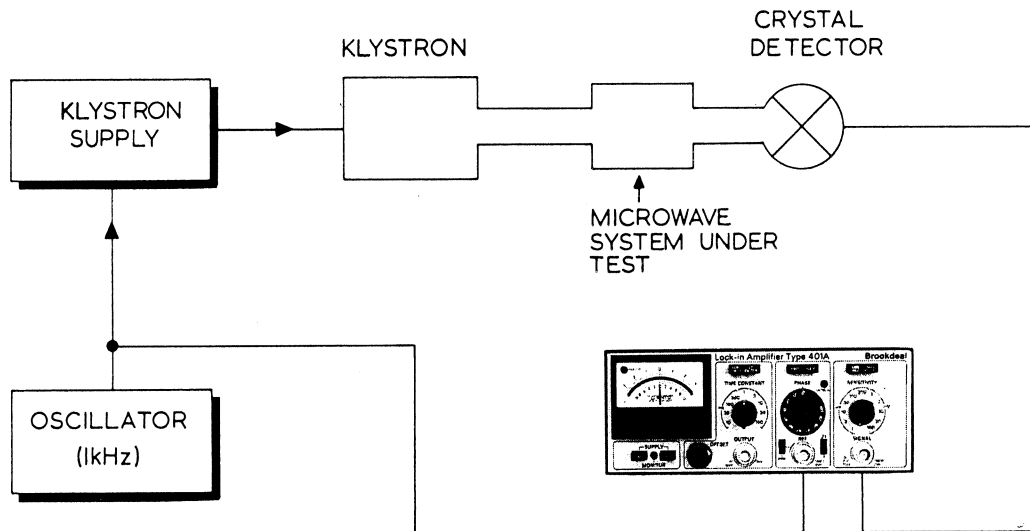 CRYSTAL
DETECTOR
KLYSTRON
KLYSTRON
SUPPLY
MICROWAVE
SYSTEM UNDER
TEST
OSCILLATOR
(1kHz)
Lock-in Amplifier Type 401A Brookdeal
TIME CONSTANT
PHASE
SENSITIVITY
OFFSET
OUTPUT
REF
SIGNAL
SUPPLY
MONITOR